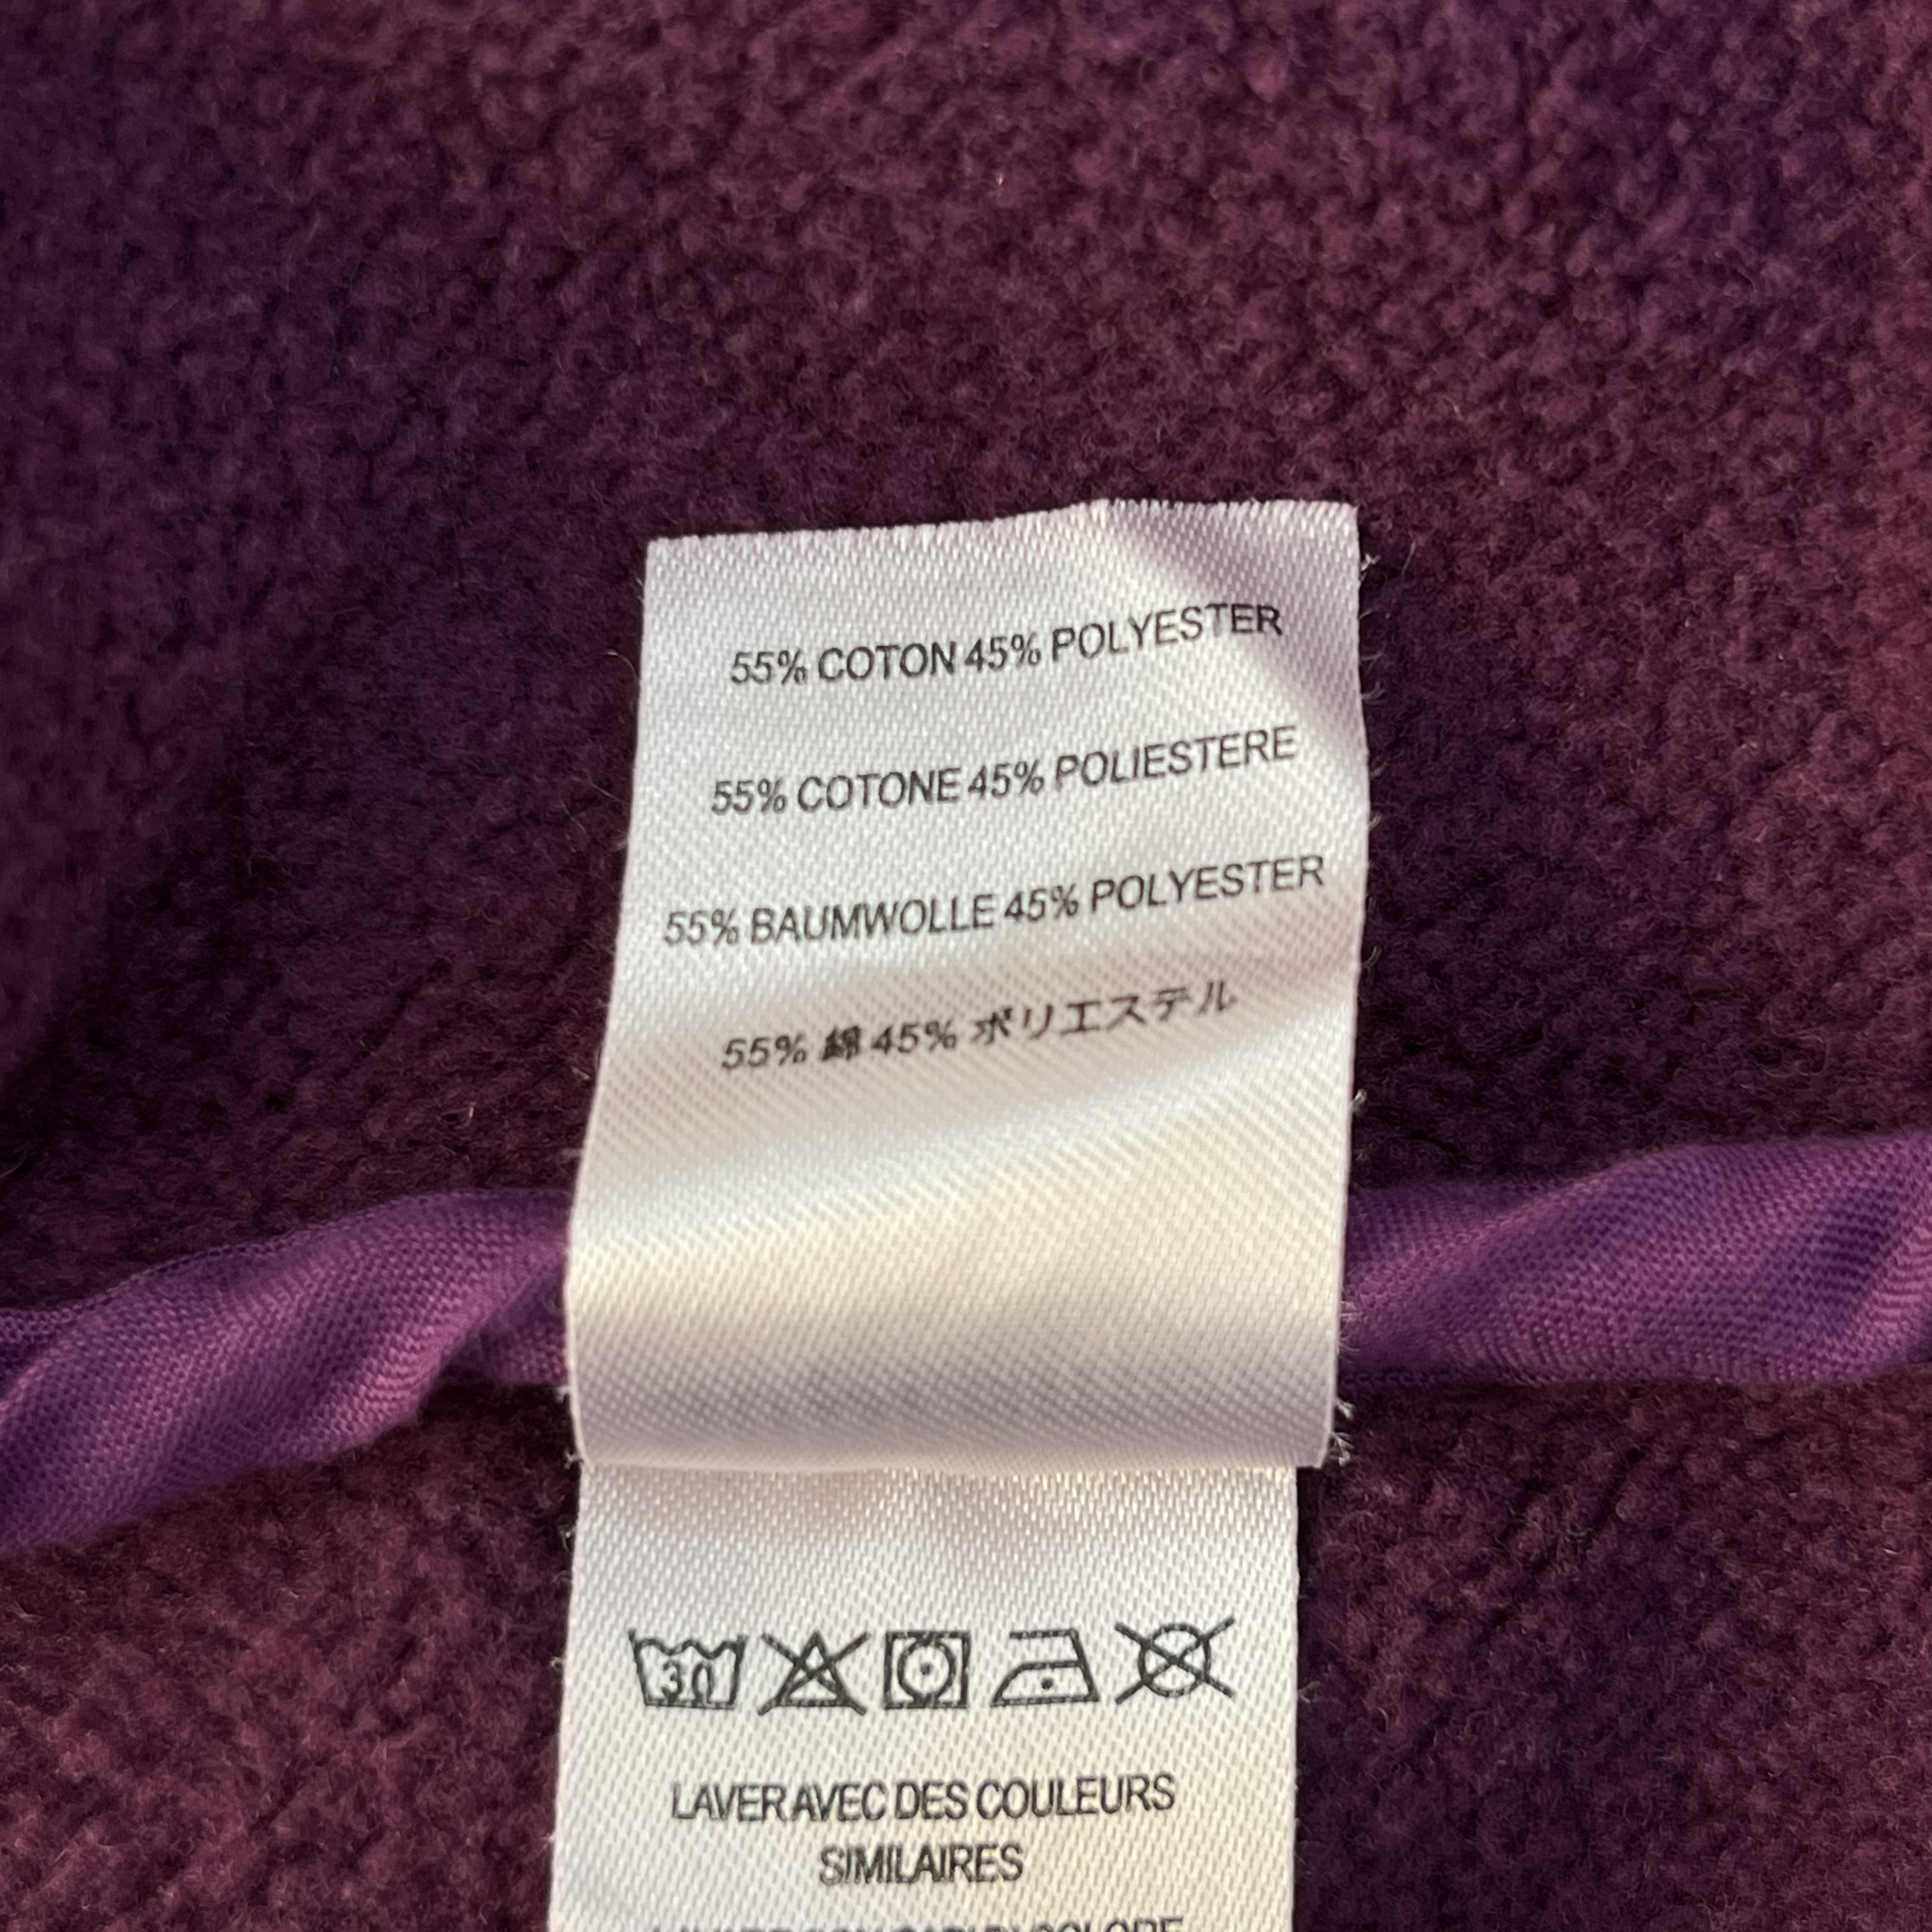 55% COTON 45% POLYESTER
55% COTONE 45% POLIESTERE
55% BAUMWOLLE 45% POLYESTER
55% 綿 45% ポリエステル
30
LAVER AVEC DES COULEURS
SIMILAIRES